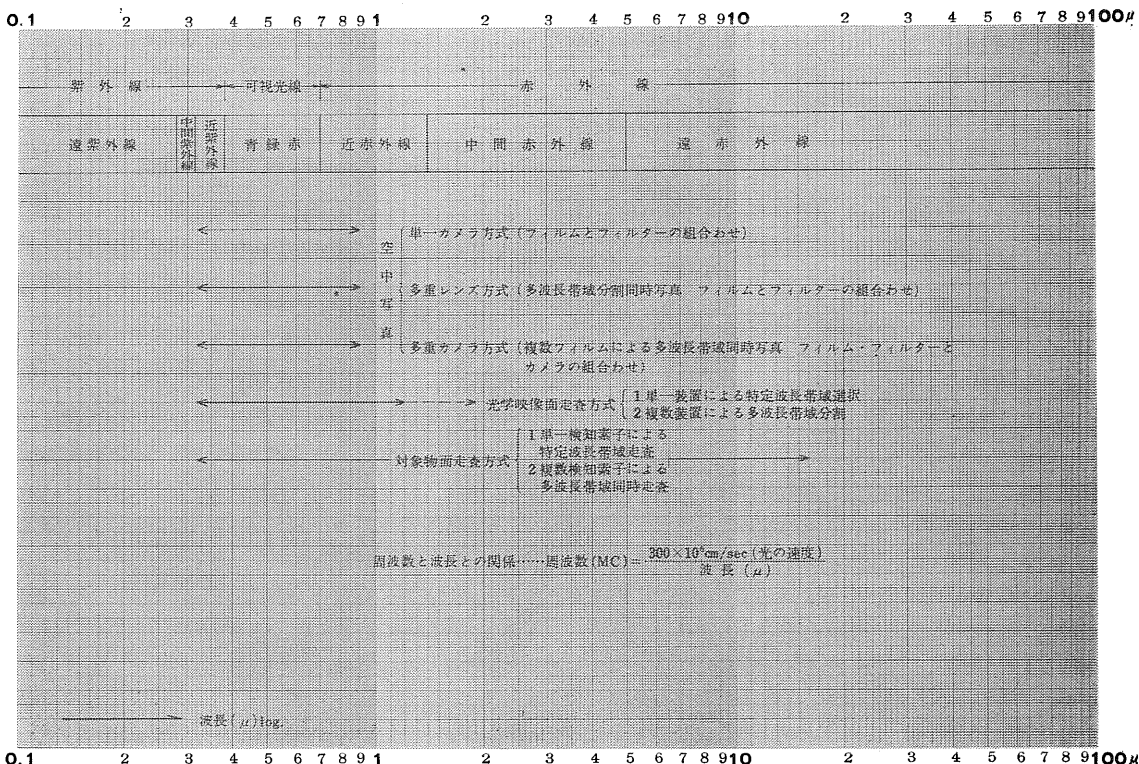 0.1 2 3 4 5 6 7 8 9 1 2 3 4 5 6 7 8 9 10 2 3 4 5 6 7 8 9 100μ
紫外線 可視光線 赤外線
遠紫外線 中間紫外線 近紫外線 青緑赤 近赤外線 中間赤外線 遠赤外線
空中写真
単一カメラ方式(フィルムとフィルターの組合わせ)
多重レンズ方式(多波長帯域分割同時写真 フィルムとフィルターの組合わせ)
多重カメラ方式(複数フィルムによる多波長帯域同時写真 フィルム・フィルターと
カメラの組合わせ)
光学映像面走査方式
1 単一装置による特定波長帯域選択
2 複数装置による多波長帯域分割
対象物面走査方式
1 単一検知素子による
特定波長帯域走査
2 複数検知素子による
多波長帯域同時走査
周波数と波長との関係……周波数(MC)=
cm/sec(光の速度)
波長(μ)
波長(μ)log.
0.1 2 3 4 5 6 7 8 9 1 2 3 4 5 6 7 8 9 10 2 3 4 5 6 7 8 9 100μ